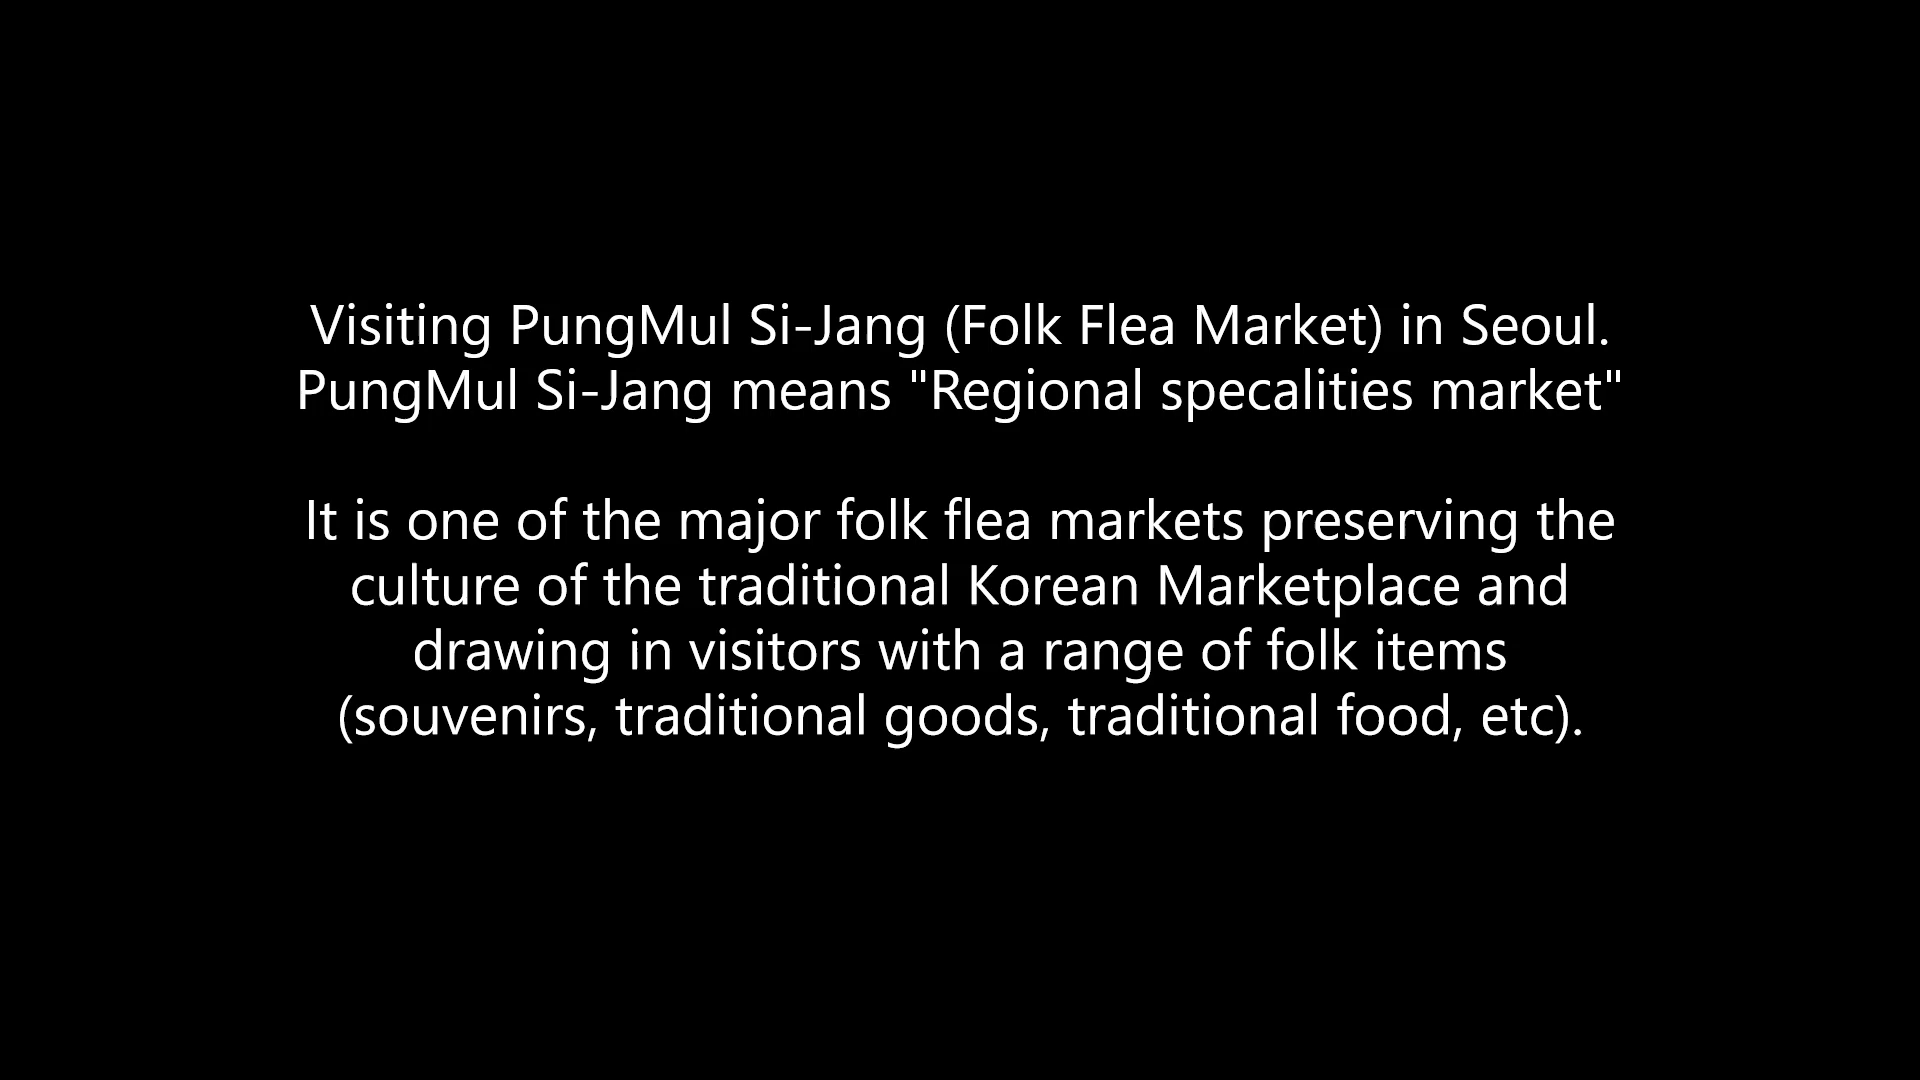 Visiting PungMul Si-Jang (Folk Flea Market) in Seoul.
PungMul Si-Jang means "Regional specalities market"
It is one of the major folk flea markets preserving the
culture of the traditional Korean Marketplace and
drawing in visitors with a range of folk items
(souvenirs, traditional goods, traditional food, etc).